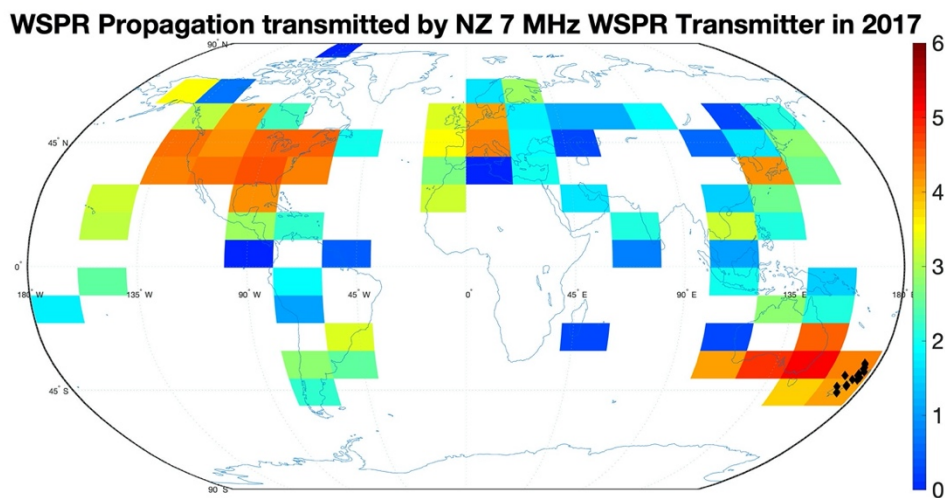 WSPR Propagation transmitted by NZ 7 MHz WSPR Transmitter in 2017
90° N
6
5
45° N
4
3
0°
180° W
135° W
90° W
45° W
0°
45° E
90° E
135° E
180° E
2
1
45° S
90° S
0